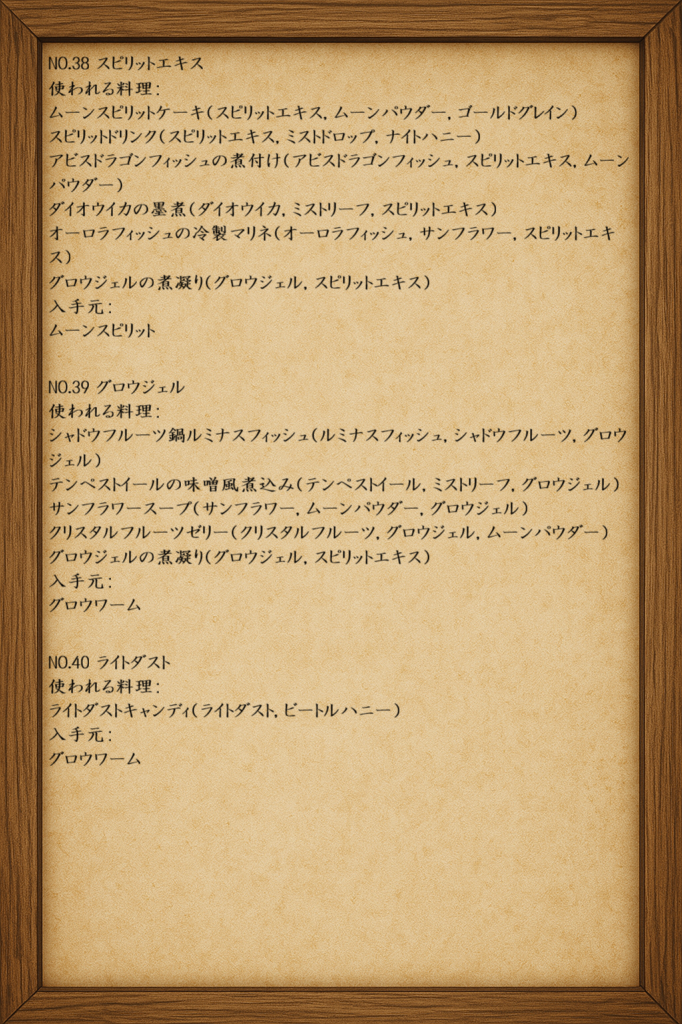 NO.38 スピリットエキス
使われる料理:
ムーンスピリットケーキ(スピリットエキス, ムーンパウダー, ゴールドグレイン)
スピリットドリンク(スピリットエキス, ミストドロップ, ナイトハニー)
アビスドラゴンフィッシュの煮付け(アビスドラゴンフィッシュ, スピリットエキス, ムーン
パウダー)
ダイオウイカの墨煮(ダイオウイカ, ミストリーフ, スピリットエキス)
オーロラフィッシュの冷製マリネ(オーロラフィッシュ, サンフラワー, スピリットエキ
ス)
グロウジェルの煮凝り(グロウジェル, スピリットエキス)
入手元:
ムーンスピリット
NO.39 グロウジェル
使われる料理:
シャドウフルーツ鍋ルミナスフィッシュ(ルミナスフィッシュ, シャドウフルーツ, グロウ
ジェル)
テンペストイールの味噌風煮込み(テンペストイール, ミストリーフ, グロウジェル)
サンフラワースープ(サンフラワー, ムーンパウダー, グロウジェル)
クリスタルフルーツゼリー(クリスタルフルーツ, グロウジェル, ムーンパウダー)
グロウジェルの煮凝り(グロウジェル, スピリットエキス)
入手元:
グロウワーム
NO.40 ライトダスト
使われる料理:
ライトダストキャンディ(ライトダスト, ビートルハニー)
入手元:
グロウワーム